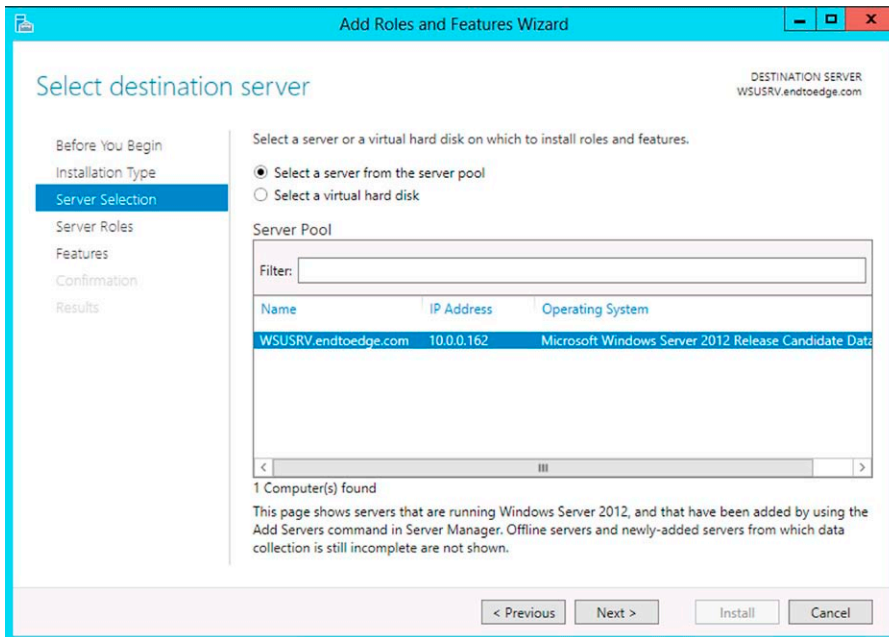 Add Roles and Features Wizard
x
Select destination server
DESTINATION SERVER
WSUSRV.endtoedge.com
Before You Begin
Installation Type
Server Selection
Server Roles
Features
Confirmation
Results
Select a server or a virtual hard disk on which to install roles and features.
Select a server from the server pool
Select a virtual hard disk
Server Pool
Filter:
Name IP Address Operating System
WSUSRV.endtoedge.com 10.0.0.162 Microsoft Windows Server 2012 Release Candidate Data
1 Computer(s) found
This page shows servers that are running Windows Server 2012, and that have been added by using the
Add Servers command in Server Manager. Offline servers and newly-added servers from which data
collection is still incomplete are not shown.
< Previous Next > Install Cancel